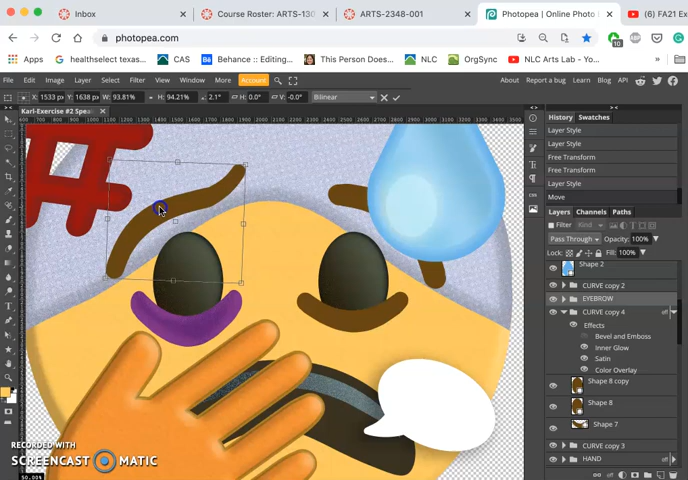 Inbox
Course Roster: ARTS-130
ARTS-2348-001
Photopea | Online Photo
(6) FA21 E
photopea.com
Apps
healthselect texas...
CAS
Behance :: Editing...
This Person Does...
NLC
OrgSync
NLC Arts Lab - You...
File Edit Image Layer Select Filter View Window More Account
About Report a bug Learn Blog API
X: 1533 px Y: 1638 px W: 93.81% H: 94.21% 2.1° H: 0.0° V: -0.0° Bilinear
Karl-Exercise #2 Spe
History Swatches
Layer Style
Layer Style
Free Transform
Free Transform
Layer Style
Move
Layers Channels Paths
Filter Kind
Pass Through Opacity: 100%
Lock: Fill: 100%
Shape 2
CURVE copy 2
EYEBROW
CURVE copy 4 eff
Effects
Bevel and Emboss
Inner Glow
Satin
Color Overlay
Shape 8 copy
Shape 8
Shape 7
CURVE copy 3
HAND eff
RECORDED WITH
SCREENCAST MATIC
50.00%